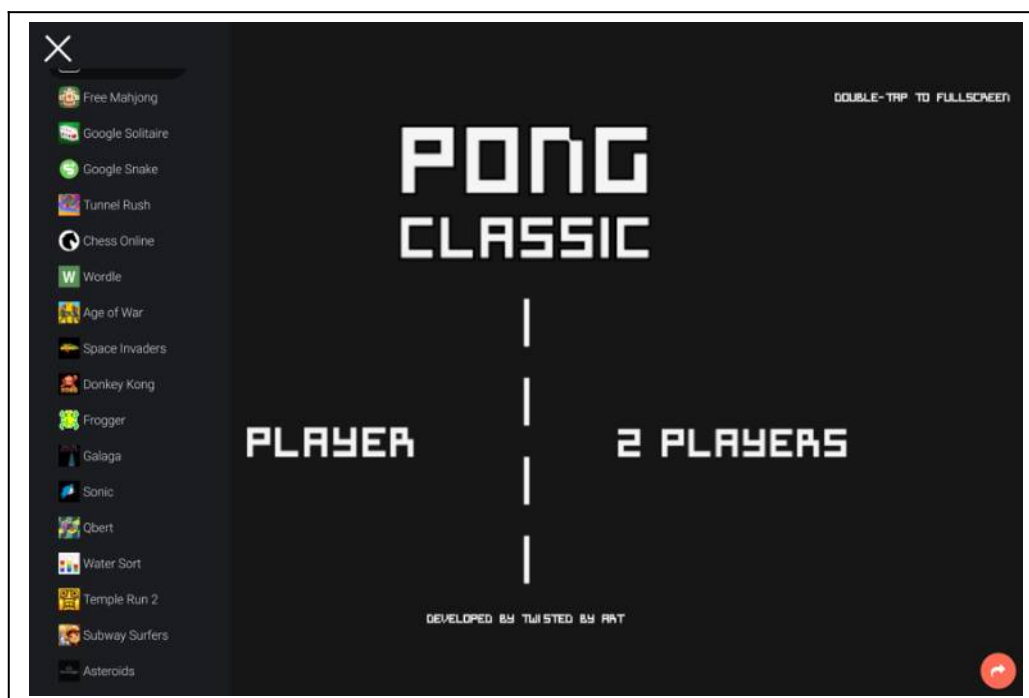 Free Mahjong
Google Solitaire
Google Snake
Tunnel Rush
Chess Online
W Wordle
Age of War
Space Invaders
Donkey Kong
Frogger
Galaga
Sonic
Qbert
Water Sort
Temple Run 2
Subway Surfers
Asteroids
DOUBLE-TAP TO FULLSCREEN
PONG
CLASSIC
PLAYER
2 PLAYERS
DEVELOPED BY TWISTED BY ART